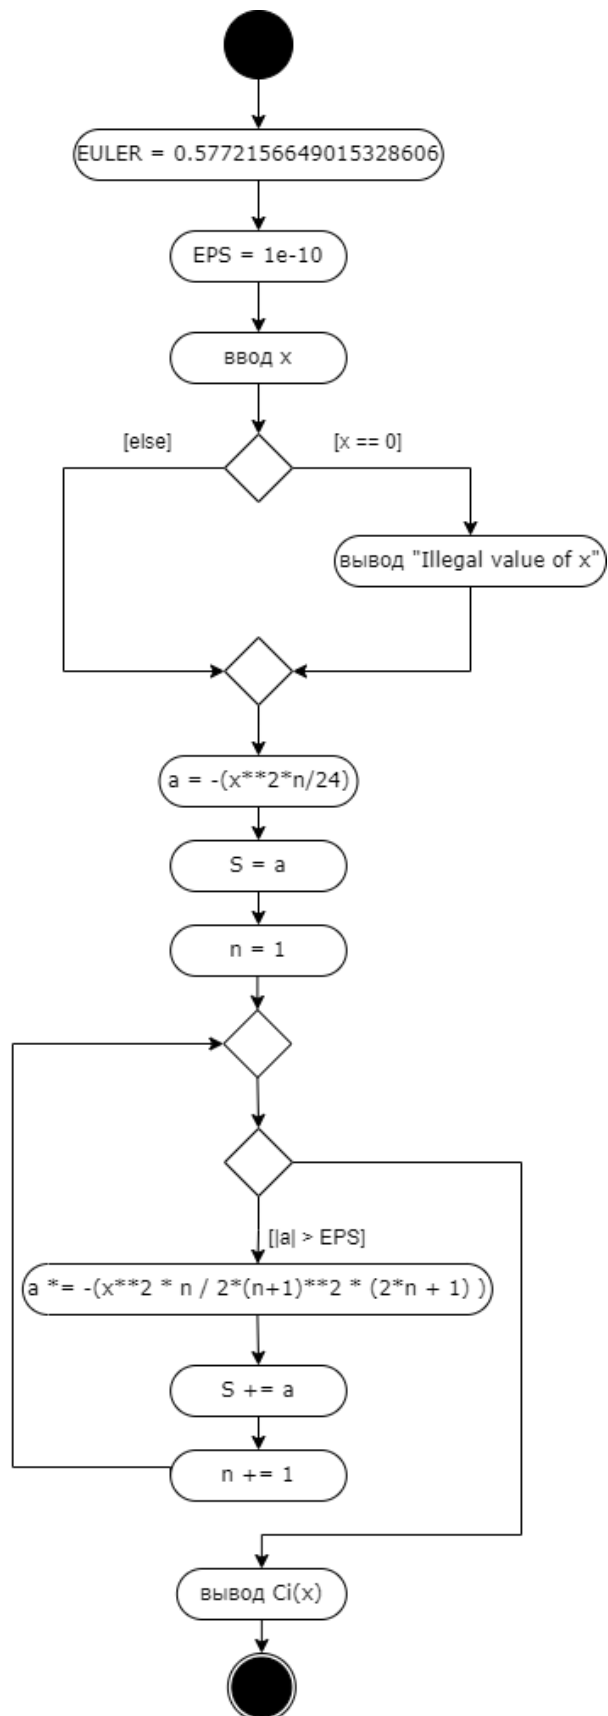 EULER = 0.5772156649015328606
EPS = 1e-10
ввод x
[else]
[x == 0]
вывод "Illegal value of x"
a = -(x**2*n/24)
S = a
n = 1
[|a| > EPS]
a *= -(x**2 * n / 2*(n+1)**2 * (2*n + 1) )
S += a
n += 1
вывод Ci(x)